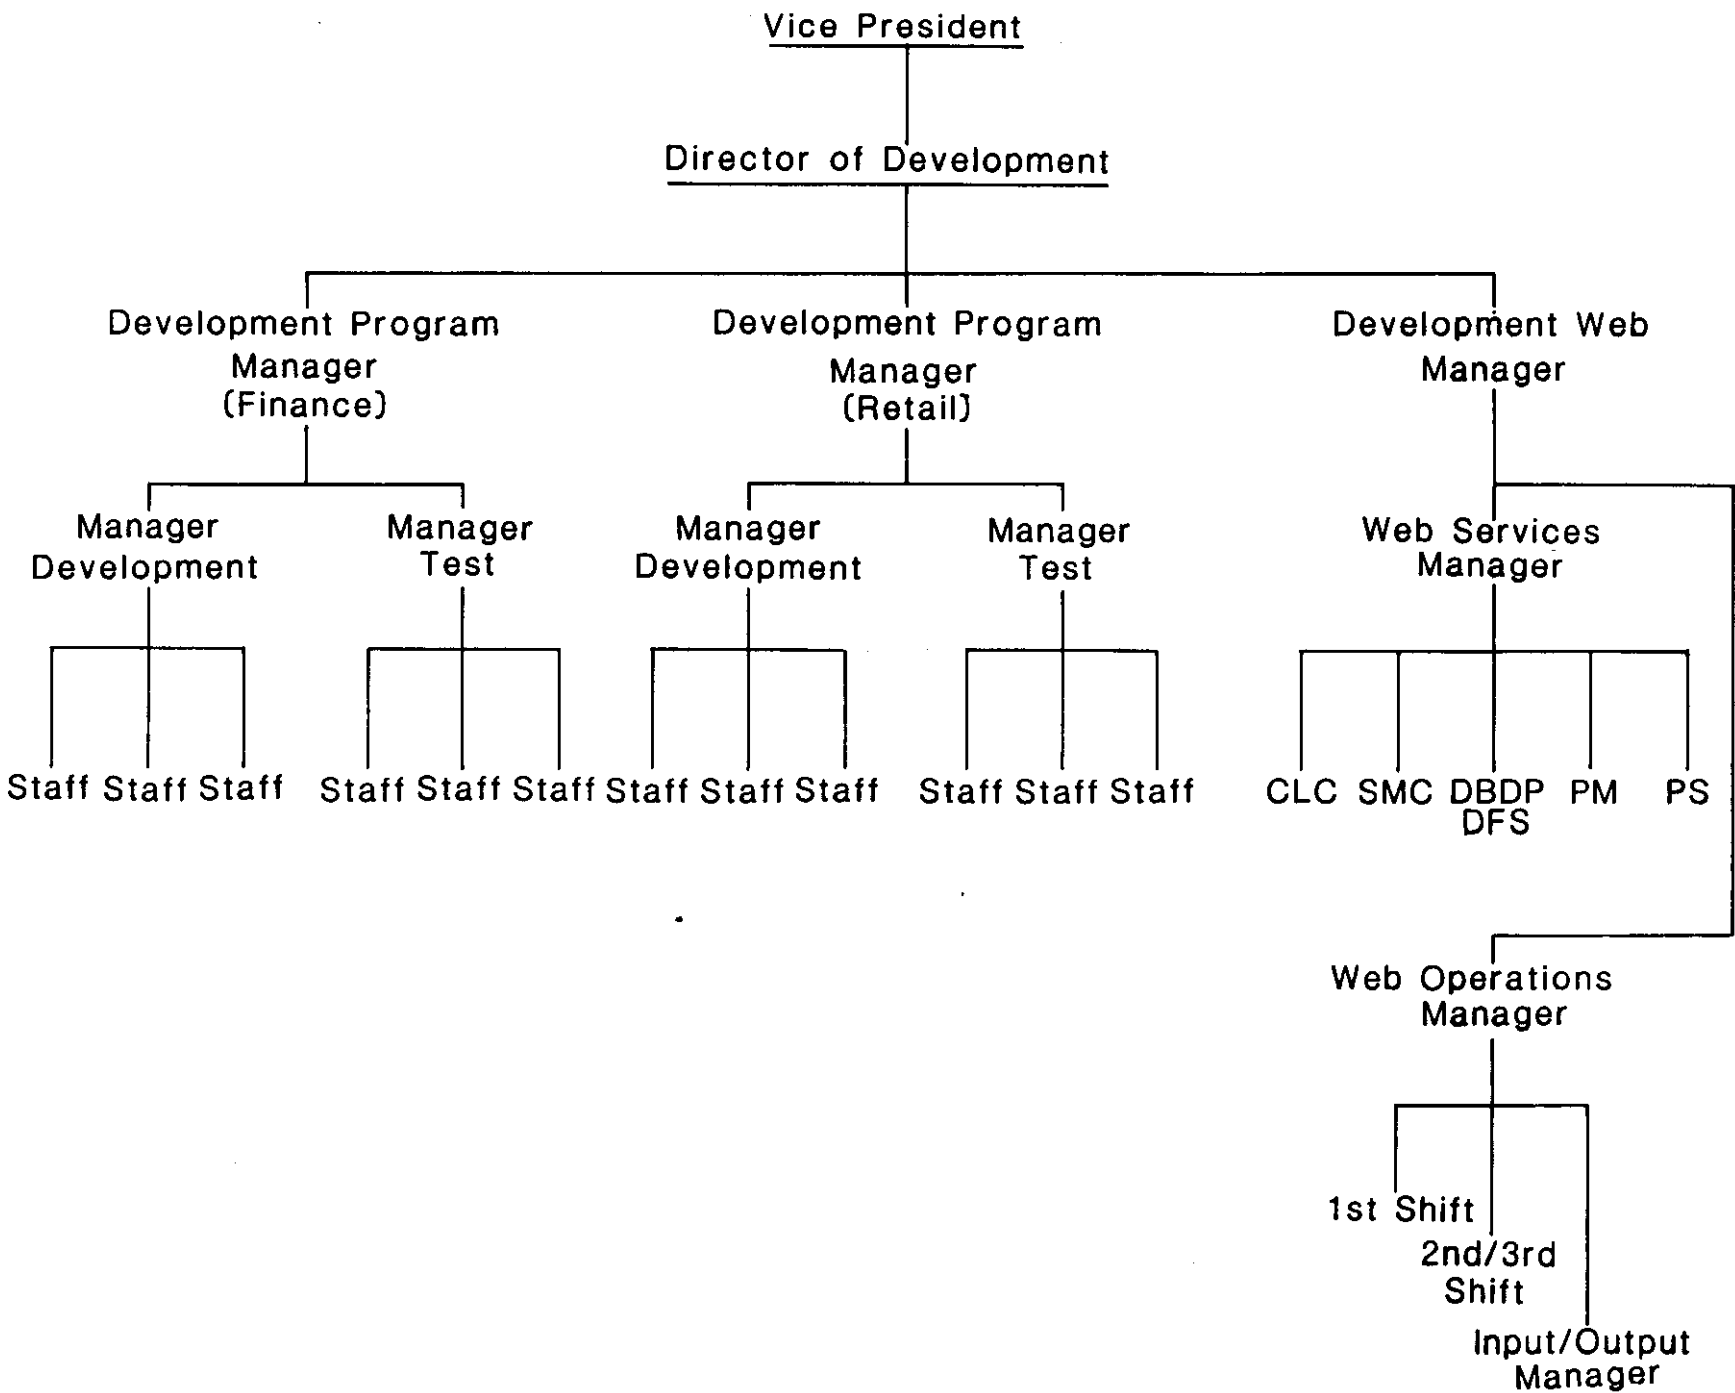 Vice President
Director of Development
Development Program
Manager
(Finance)
Development Program
Manager
(Retail)
Development Web
Manager
Manager
Development
Manager
Test
Manager
Development
Manager
Test
Web Services
Manager
Staff Staff Staff
Staff Staff Staff
Staff Staff Staff
Staff Staff Staff
CLC SMC DBDP PM PS
DFS
Web Operations
Manager
1st Shift
2nd/3rd
Shift
Input/Output
Manager